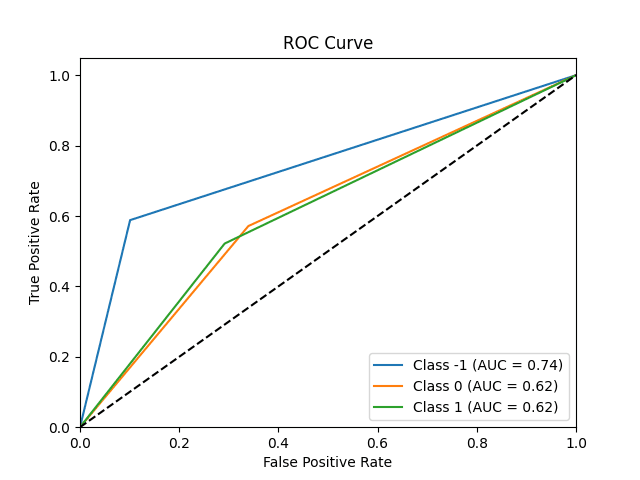 ROC Curve
True Positive Rate
1.0
0.8
0.6
0.4
0.2
0.0
0.0 0.2 0.4 0.6 0.8 1.0
False Positive Rate
Class -1 (AUC = 0.74)
Class 0 (AUC = 0.62)
Class 1 (AUC = 0.62)